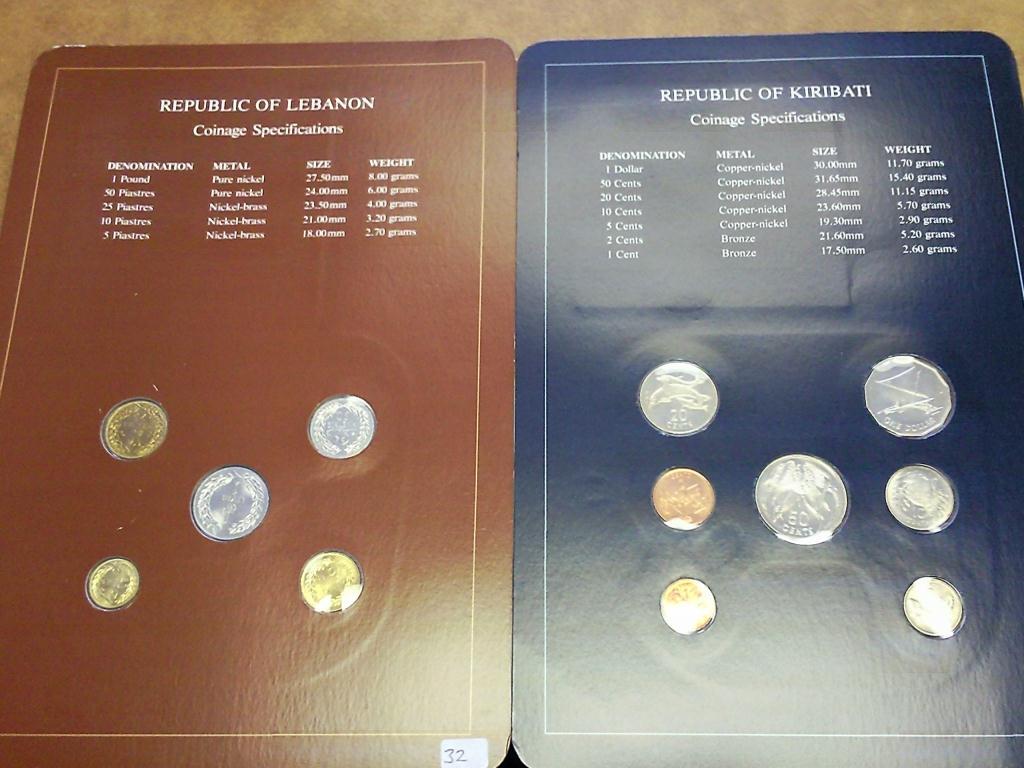 REPUBLIC OF LEBANON
Coinage Specifications
DENOMINATION METAL SIZE WEIGHT
1 Pound Pure nickel 27.50mm 8.00 grams
50 Piastres Pure nickel 24.00mm 6.00 grams
25 Piastres Nickel-brass 23.50mm 4.00 grams
10 Piastres Nickel-brass 21.00mm 3.20 grams
5 Piastres Nickel-brass 18.00mm 2.70 grams
32
REPUBLIC OF KIRIBATI
Coinage Specifications
DENOMINATION METAL SIZE WEIGHT
1 Dollar Copper-nickel 30.00mm 11.70 grams
50 Cents Copper-nickel 31.65mm 15.40 grams
20 Cents Copper-nickel 28.45mm 11.15 grams
10 Cents Copper-nickel 23.60mm 5.70 grams
5 Cents Copper-nickel 19.30mm 2.90 grams
2 Cents Bronze 21.60mm 5.20 grams
1 Cent Bronze 17.50mm 2.60 grams
20
CENTS
ONE DOLLAR
50
CENTS